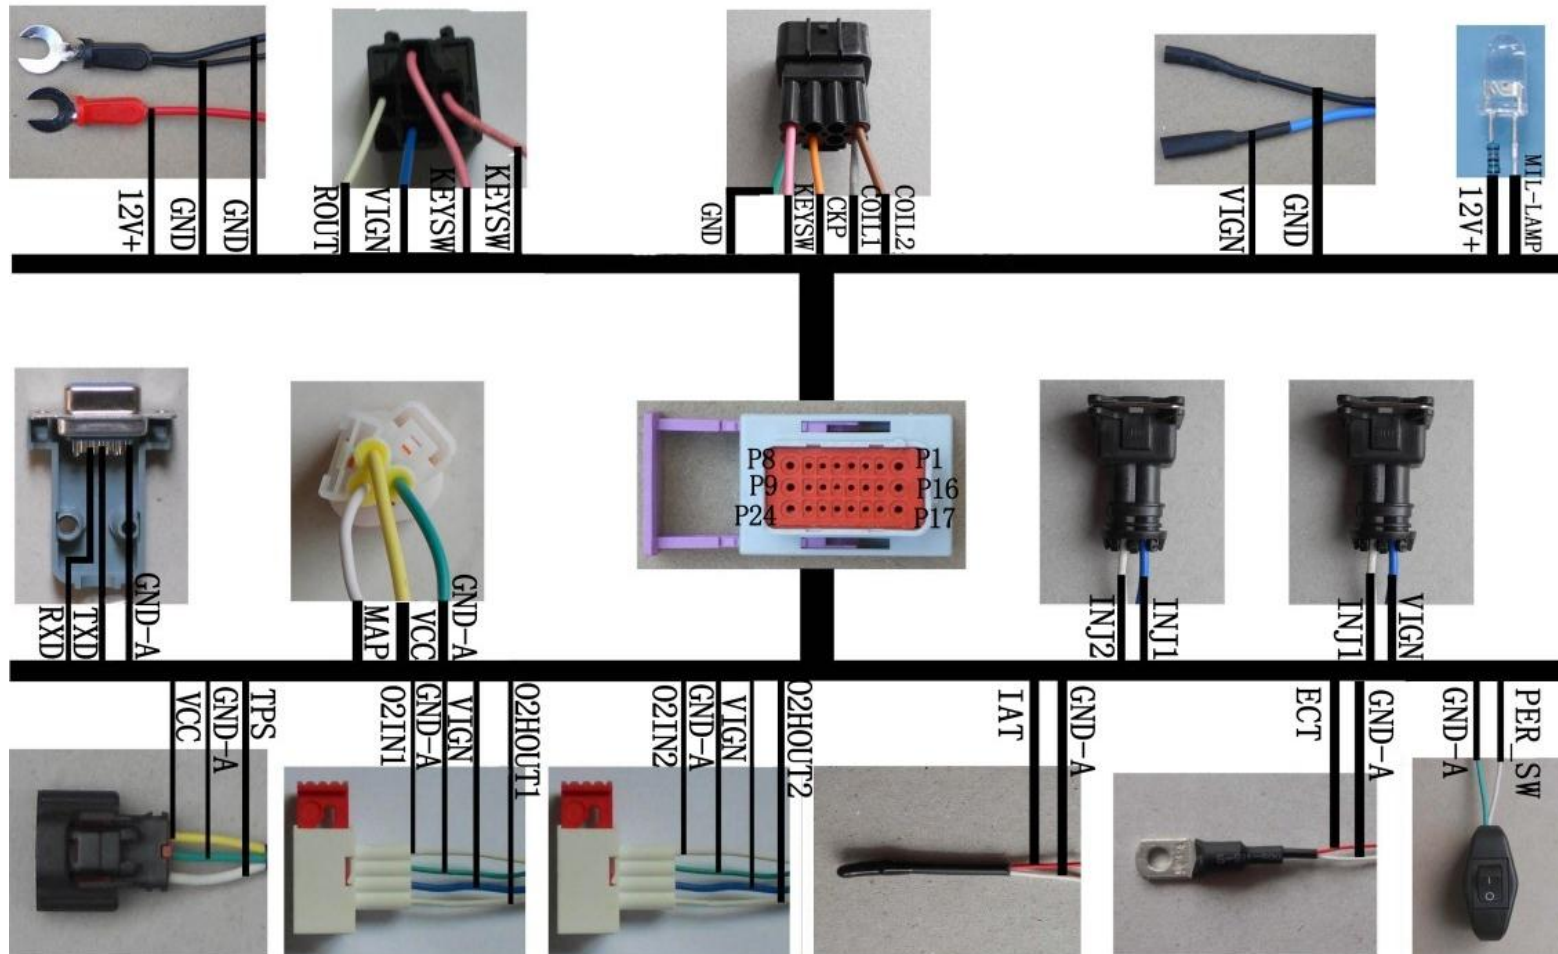 12V+
GND
GND
ROUT
VIGN
KEYSW
KEYSW
GND
KEYSW
CKP
COIL1
COIL2
VIGN
GND
12V+
MIL-LAMP
RXD
TXD
GND-A
MAP
VCC
GND-A
P8
P1
P9
P16
P24
P17
INJ2
INJ1
INJ1
VIGN
VCC
GND-A
TPS
O2IN1
GND-A
VIGN
O2HOUT1
O2IN2
GND-A
VIGN
O2HOUT2
IAT
GND-A
ECT
GND-A
GND-A
PER_SW